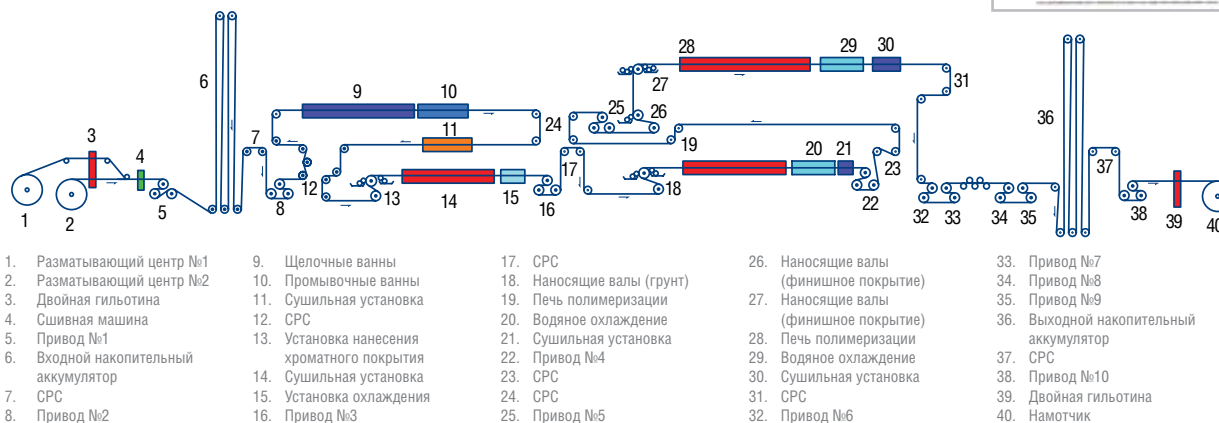 28
29
30
27
31
6
9
10
25
26
36
24
3
7
11
20
21
37
4
19
23
17
12
18
5
13
14
15
16
22
8
32
33
34
35
38
39
40
1
2
1. Разматывающий центр №1
2. Разматывающий центр №2
3. Двойная гильотина
4. Сшивная машина
5. Привод №1
6. Входной накопительный
аккумулятор
7. СРС
8. Привод №2
9. Щелочные ванны
10. Промывочные ванны
11. Сушильная установка
12. СРС
13. Установка нанесения
хроматного покрытия
14. Сушильная установка
15. Установка охлаждения
16. Привод №3
17. СРС
18. Наносящие валы (грунт)
19. Печь полимеризации
20. Водяное охлаждение
21. Сушильная установка
22. Привод №4
23. СРС
24. СРС
25. Привод №5
26. Наносящие валы
(финишное покрытие)
27. Наносящие валы
(финишное покрытие)
28. Печь полимеризации
29. Водяное охлаждение
30. Сушильная установка
31. СРС
32. Привод №6
33. Привод №7
34. Привод №8
35. Привод №9
36. Выходной накопительный
аккумулятор
37. СРС
38. Привод №10
39. Двойная гильотина
40. Намотчик